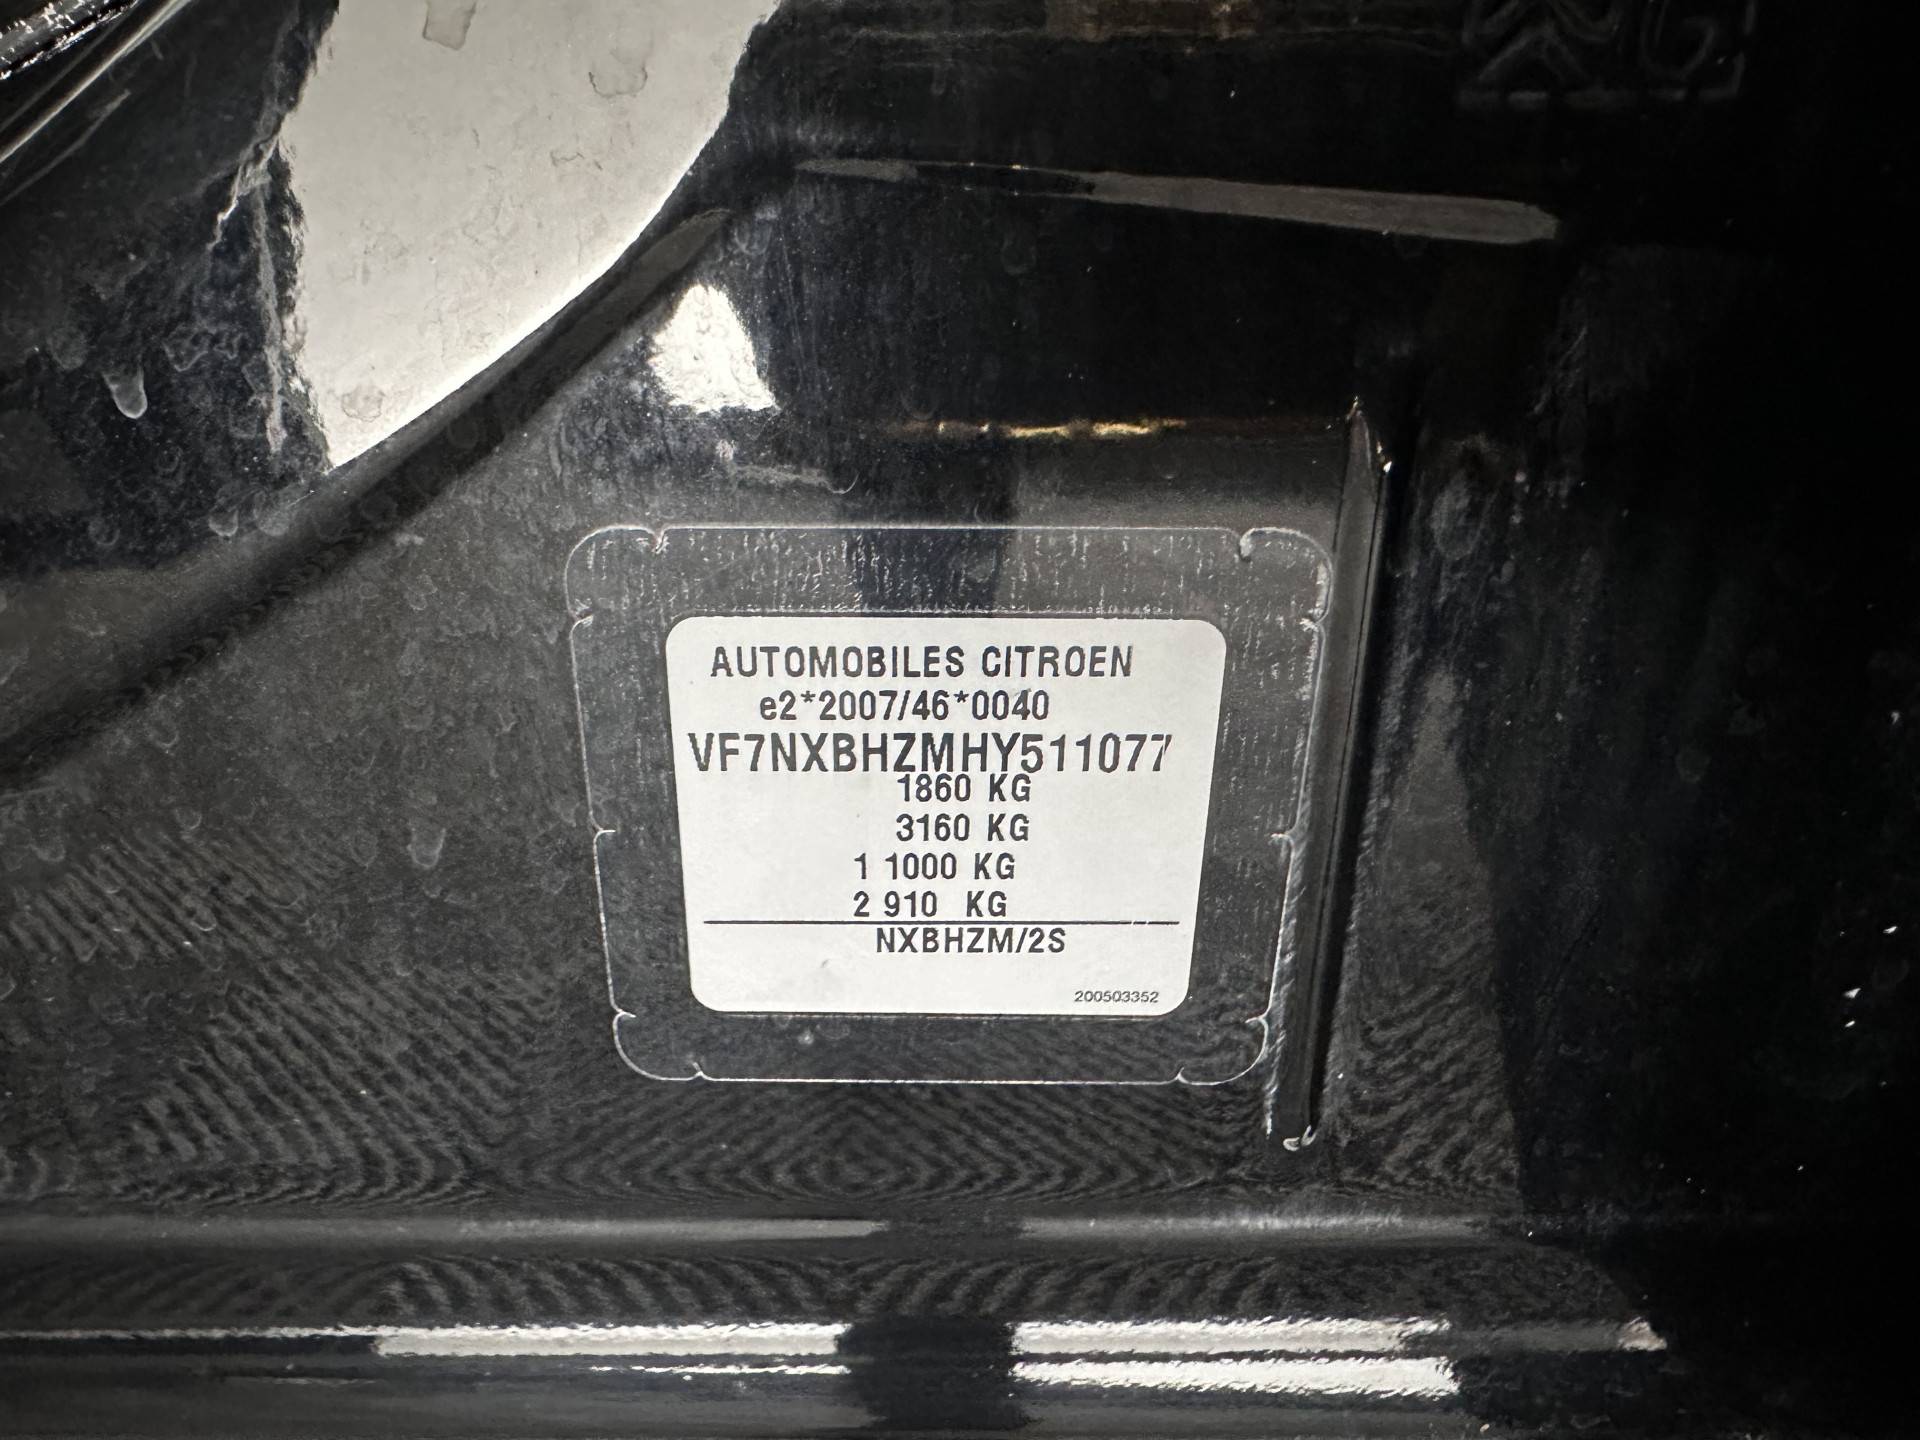 AUTOMOBILES CITROEN
e2*2007/46*0040
VF7NXBHZMHY511077
1860 KG
3160 KG
1 1000 KG
2 910 KG
NXBHZM/2S
200503352